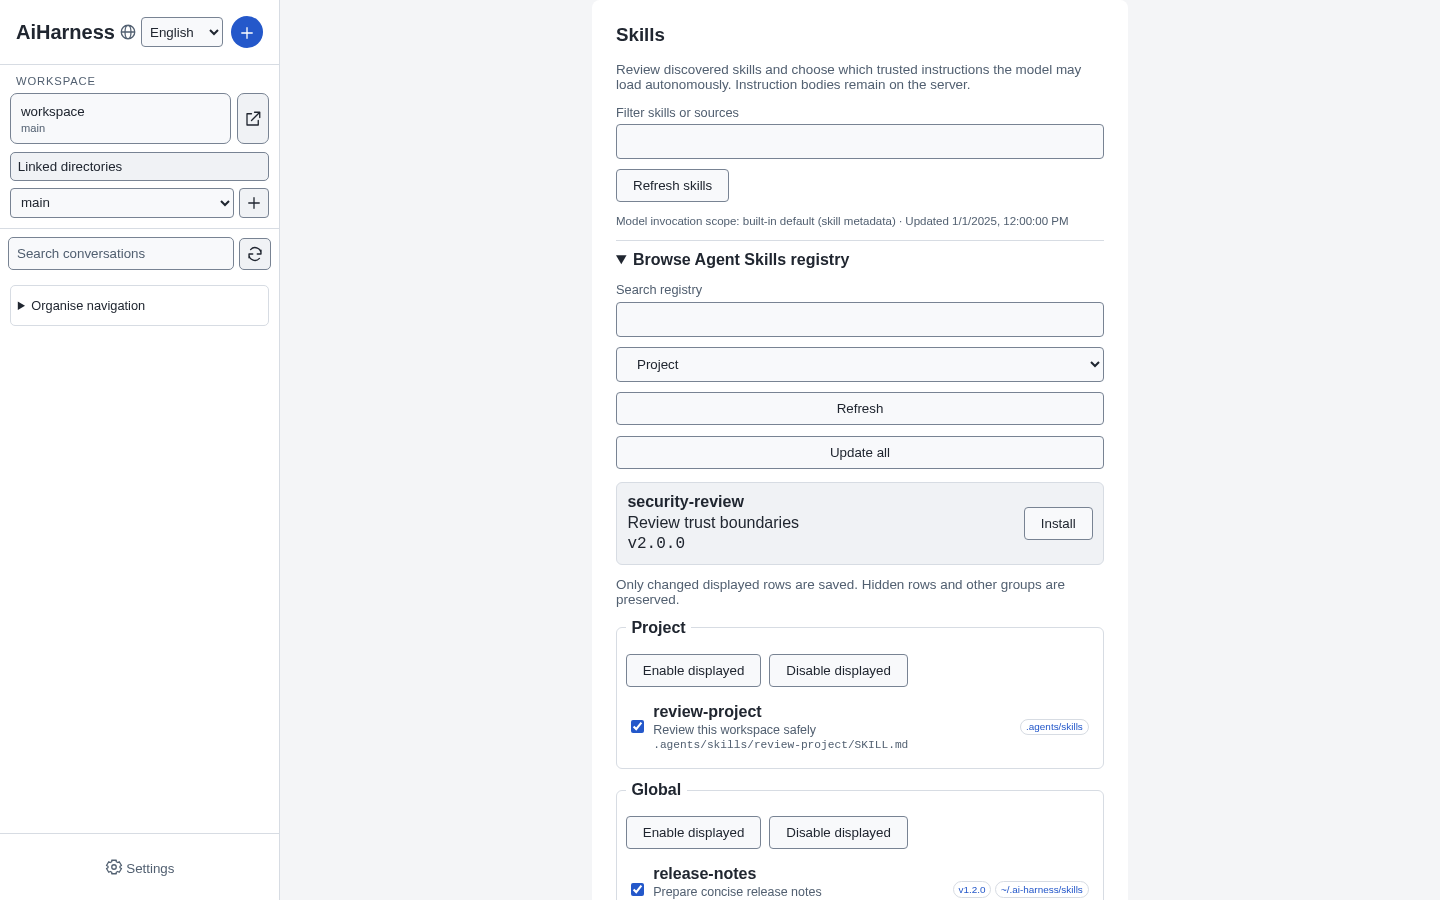 AiHarness
English
WORKSPACE
workspace
main
Linked directories
main
Search conversations
Organise navigation
Settings
Skills
Review discovered skills and choose which trusted instructions the model may
load autonomously. Instruction bodies remain on the server.
Filter skills or sources
Refresh skills
Model invocation scope: built-in default (skill metadata) · Updated 1/1/2025, 12:00:00 PM
Browse Agent Skills registry
Search registry
Project
Refresh
Update all
security-review
Review trust boundaries
v2.0.0
Install
Only changed displayed rows are saved. Hidden rows and other groups are
preserved.
Project
Enable displayed
Disable displayed
review-project
Review this workspace safely
.agents/skills/review-project/SKILL.md
.agents/skills
Global
Enable displayed
Disable displayed
release-notes
Prepare concise release notes
v1.2.0
~/.ai-harness/skills